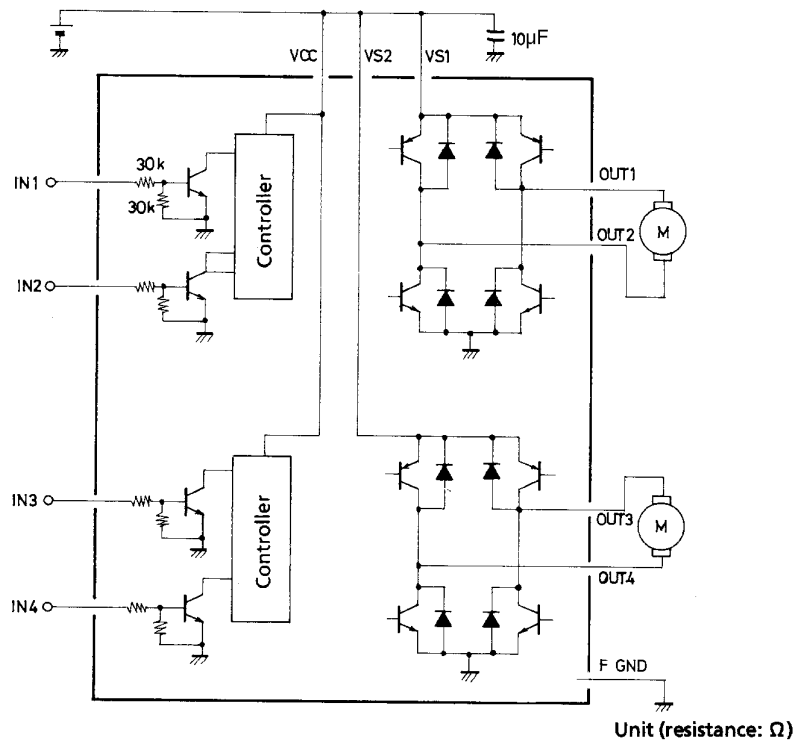 10µF
VCC
VS2
VS1
30k
IN1
30k
Controller
OUT1
M
OUT2
IN2
IN3
Controller
OUT3
M
OUT4
IN4
F GND
Unit (resistance: Ω)